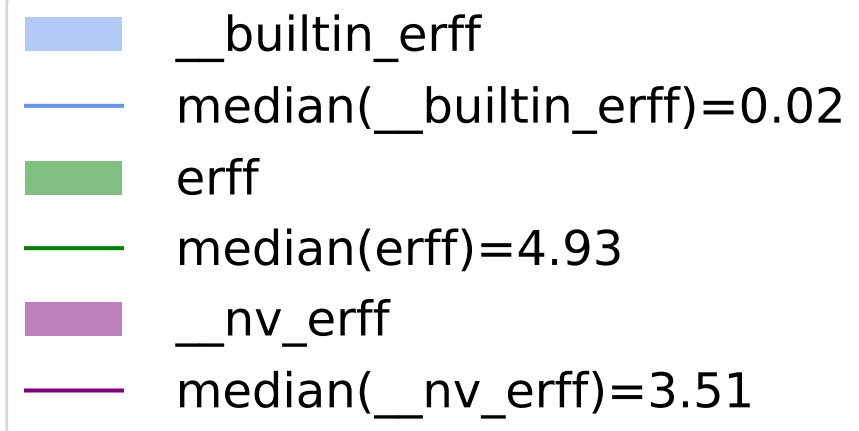 __builtin_erff
median(__builtin_erff)=0.02
erff
median(erff)=4.93
__nv_erff
median(__nv_erff)=3.51